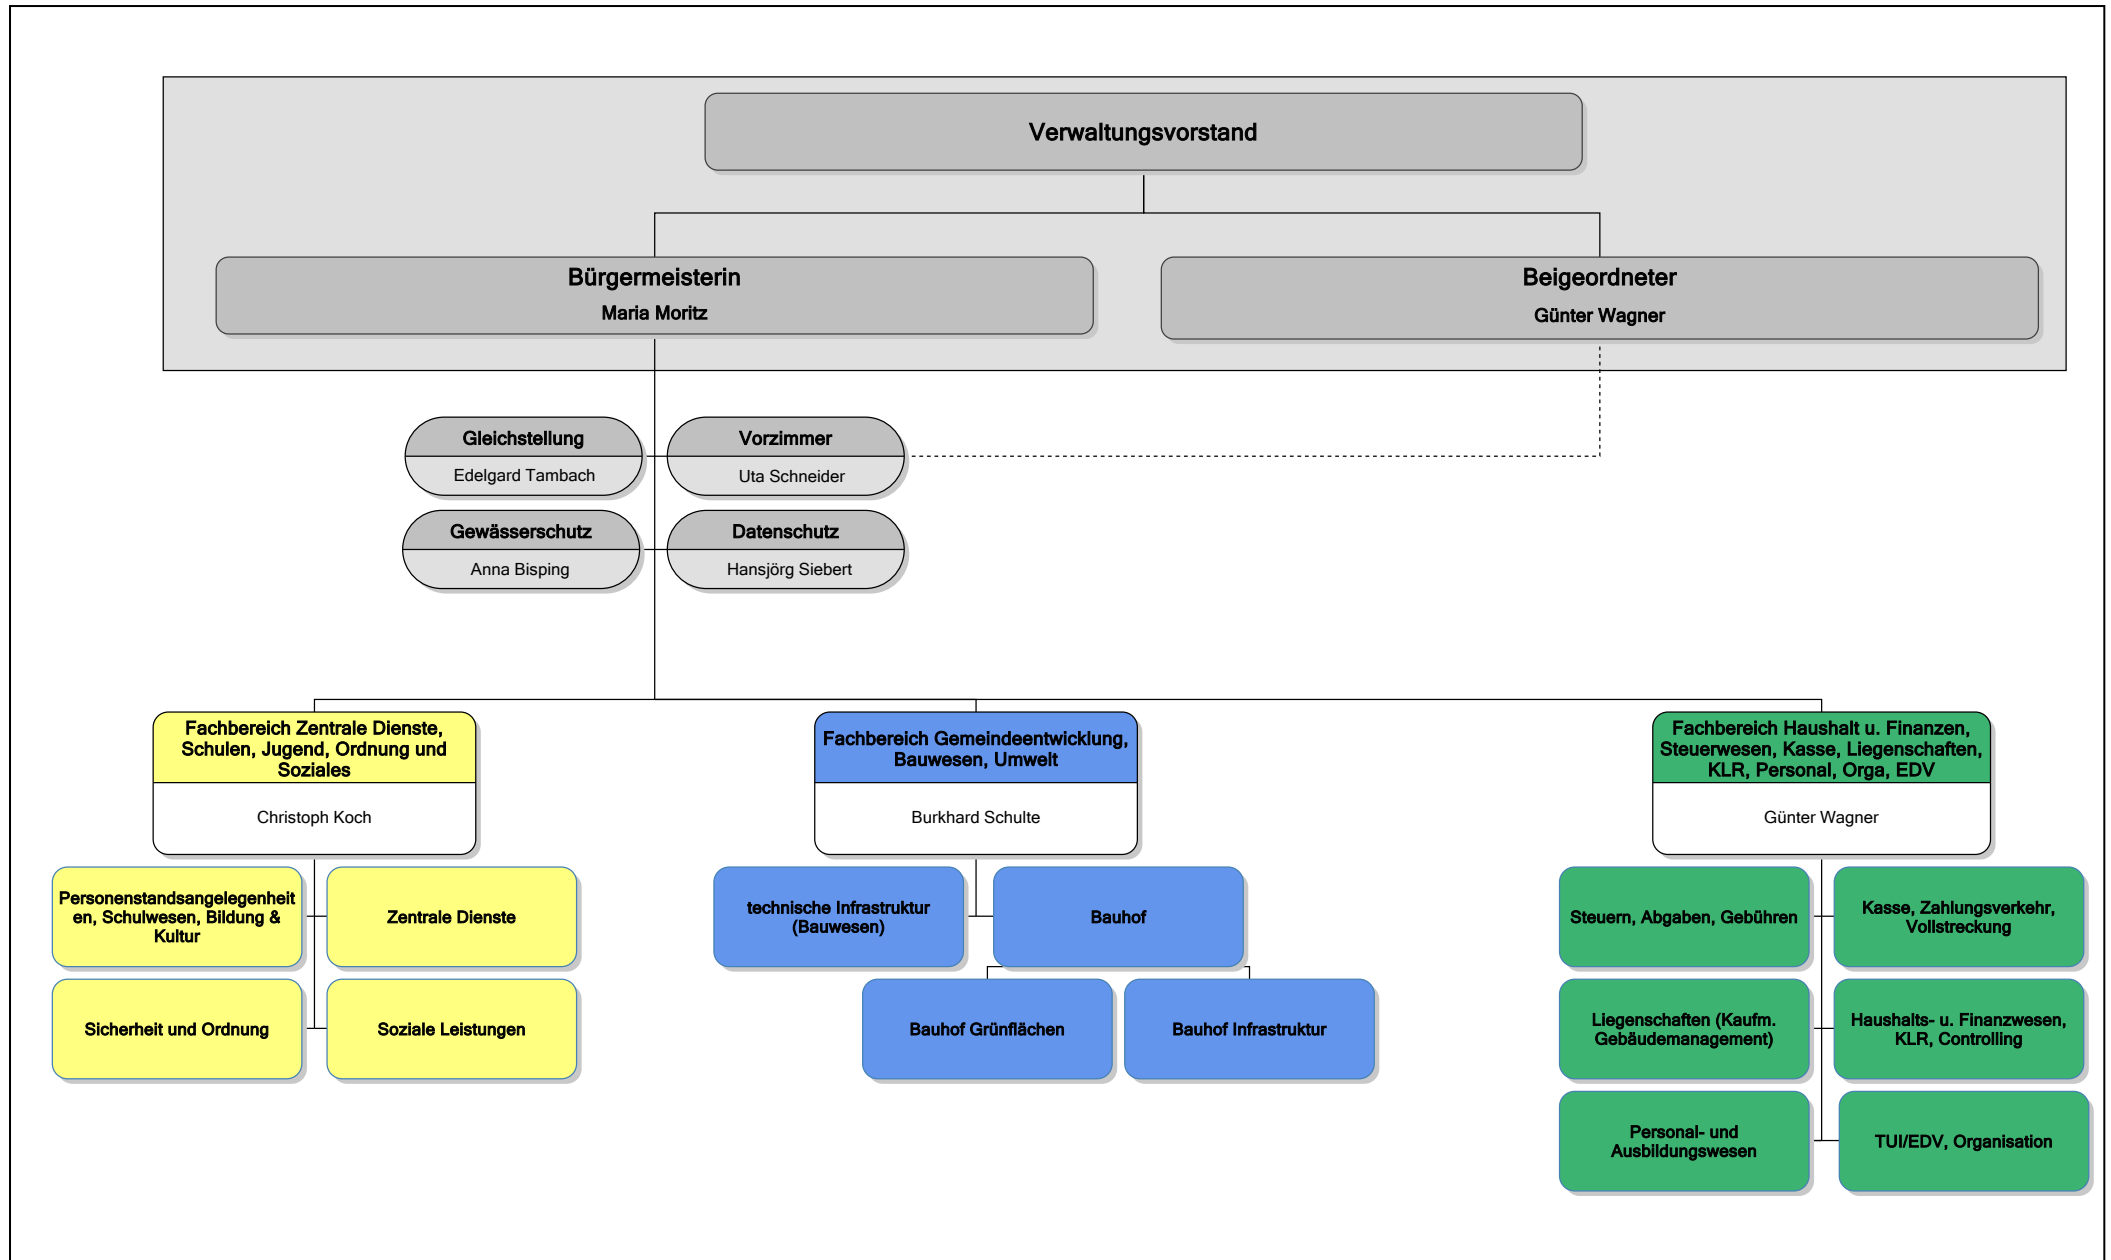 Verwaltungsvorstand
Bürgermeisterin
Maria Moritz
Beigeordneter
Günter Wagner
Gleichstellung
Edelgard Tambach
Vorzimmer
Uta Schneider
Gewässerschutz
Anna Bisping
Datenschutz
Hansjörg Siebert
Fachbereich Zentrale Dienste,
Schulen, Jugend, Ordnung und
Soziales
Christoph Koch
Personenstandsangelegenheit
en, Schulwesen, Bildung &
Kultur
Zentrale Dienste
Sicherheit und Ordnung
Soziale Leistungen
Fachbereich Gemeindeentwicklung,
Bauwesen, Umwelt
Burkhard Schulte
technische Infrastruktur
(Bauwesen)
Bauhof
Bauhof Grünflächen
Bauhof Infrastruktur
Fachbereich Haushalt u. Finanzen,
Steuerwesen, Kasse, Liegenschaften,
KLR, Personal, Orga, EDV
Günter Wagner
Steuern, Abgaben, Gebühren
Kasse, Zahlungsverkehr,
Vollstreckung
Liegenschaften (Kaufm.
Gebäudemanagement)
Haushalts- u. Finanzwesen,
KLR, Controlling
Personal- und
Ausbildungswesen
TUI/EDV, Organisation